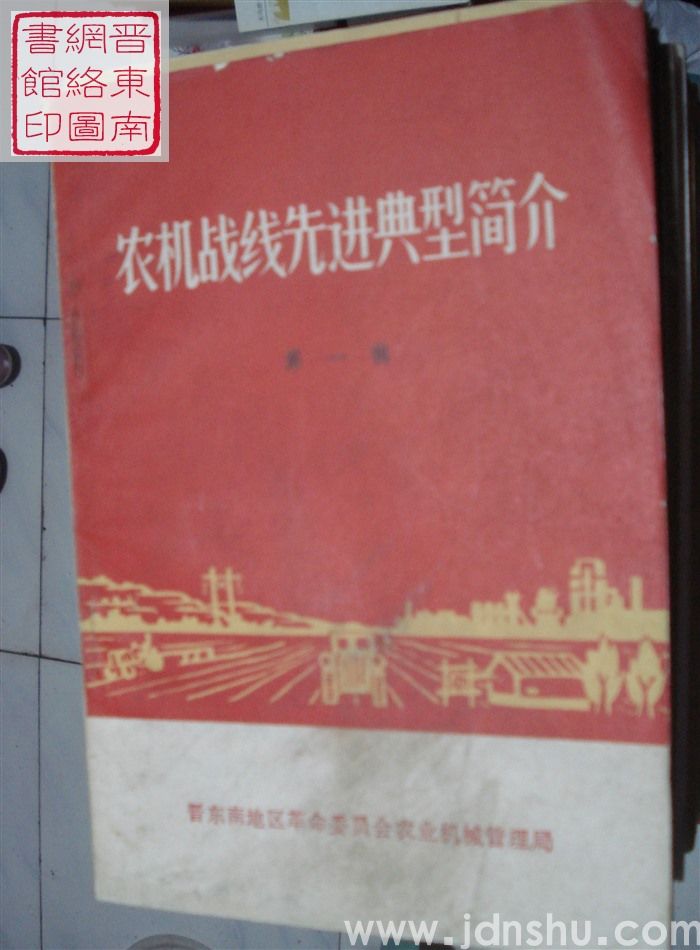 晋東南
網絡圖
書館印
农机战线先进典型简介
第一辑
晋东南地区革命委员会农业机械管理局
www.jdnshu.com